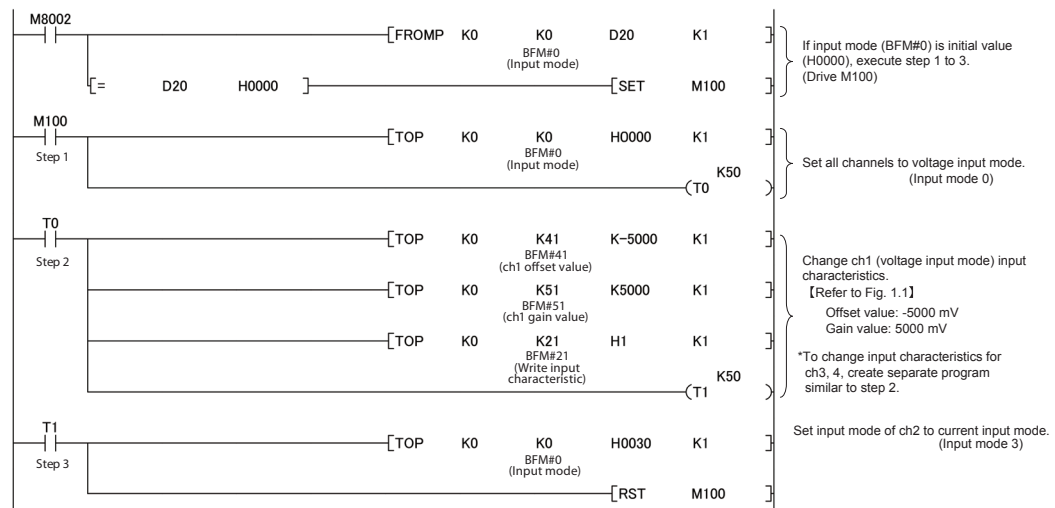 M8002
[FROMP K0 K0 D20 K1 ]
BFM#0
(Input mode)
[= D20 H0000 ]
[SET M100 ]
If input mode (BFM#0) is initial value
(H0000), execute step 1 to 3.
(Drive M100)
M100
Step 1
[TOP K0 K0 H0000 K1 ]
BFM#0
(Input mode)
K50
(T0 )
Set all channels to voltage input mode.
(Input mode 0)
T0
Step 2
[TOP K0 K41 K-5000 K1 ]
BFM#41
(ch1 offset value)
[TOP K0 K51 K5000 K1 ]
BFM#51
(ch1 gain value)
[TOP K0 K21 H1 K1 ]
BFM#21
(Write input
characteristic)
K50
(T1 )
Change ch1 (voltage input mode) input
characteristics.
【Refer to Fig. 1.1】
Offset value: -5000 mV
Gain value: 5000 mV
*To change input characteristics for
ch3, 4, create separate program
similar to step 2.
T1
Step 3
[TOP K0 K0 H0030 K1 ]
BFM#0
(Input mode)
[RST M100 ]
Set input mode of ch2 to current input mode.
(Input mode 3)